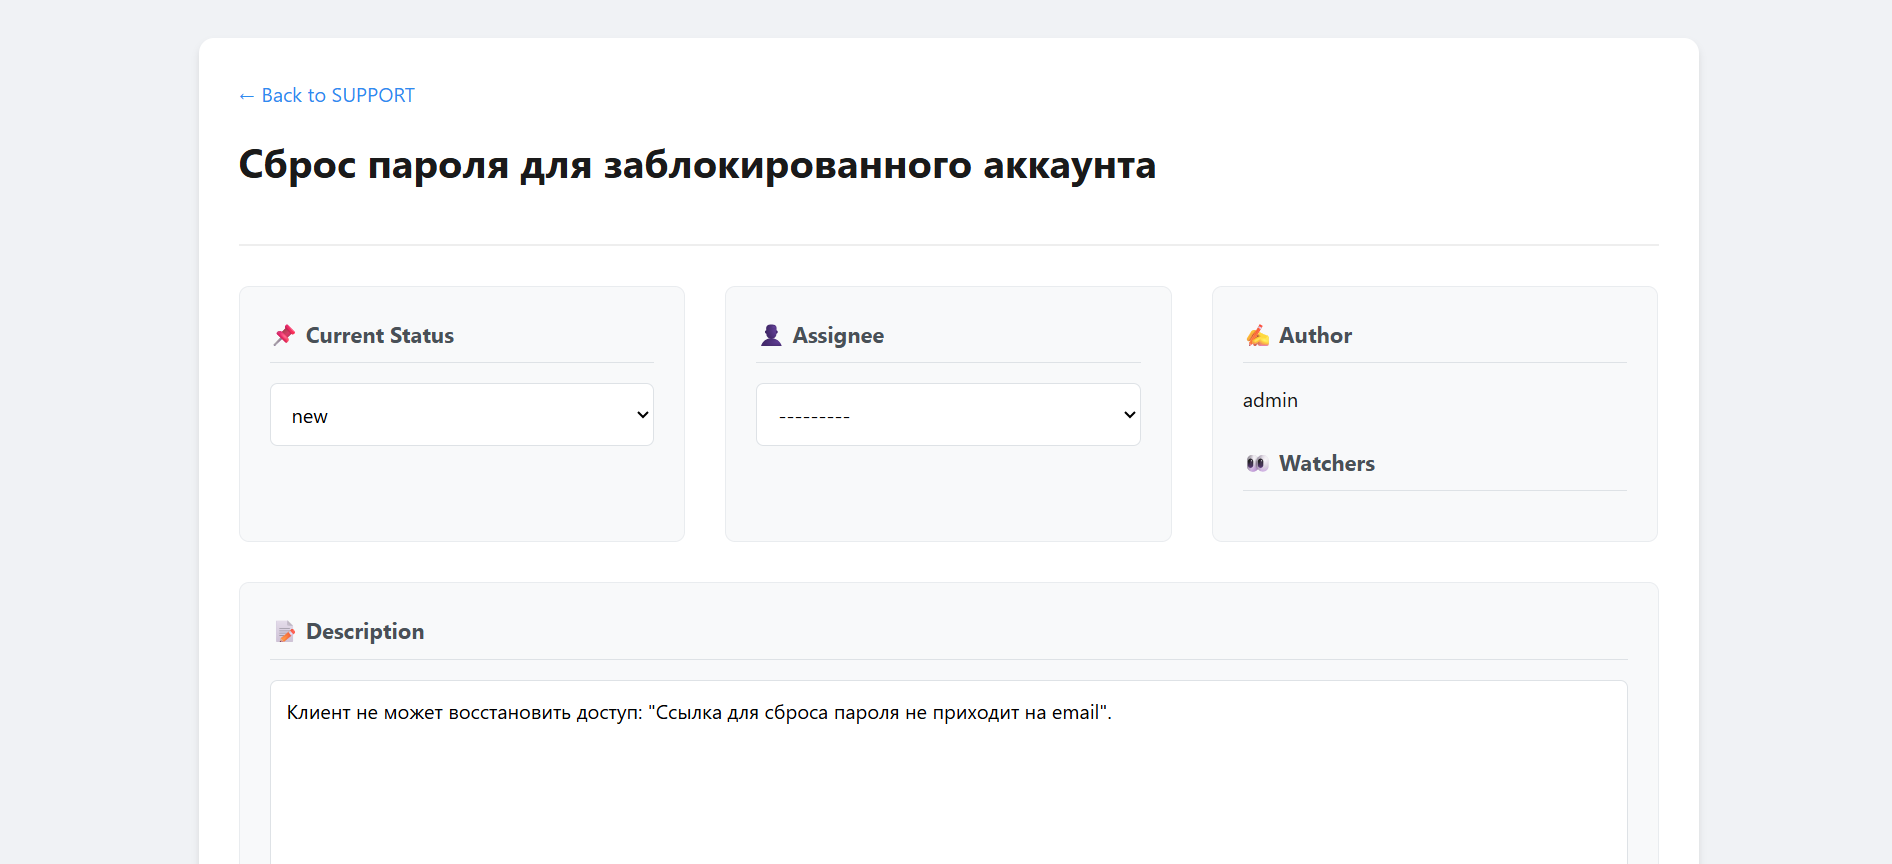 ← Back to SUPPORT
Сброс пароля для заблокированного аккаунта
Current Status
new
Assignee
---------
Author
admin
Watchers
Description
Клиент не может восстановить доступ: "Ссылка для сброса пароля не приходит на email".